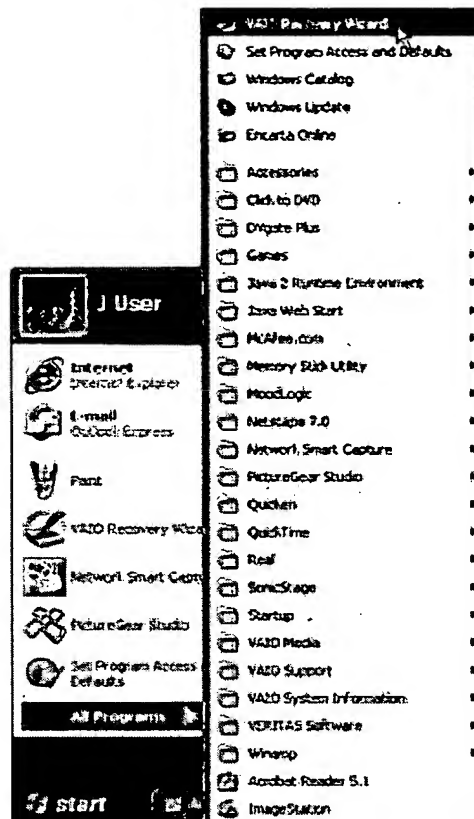 VAIO Recovery Wizard
Set Program Access and Defaults
Windows Catalog
Windows Update
Encarta Online
Accessories
Click to DVD
DVgate Plus
Games
Java 2 Runtime Environment
Java Web Start
McAfee.com
Memory Stick Utility
MoodLogic
Netscape 7.0
Network Smart Capture
PictureGear Studio
Quicken
QuickTime
Real
SonicStage
Startup
VAIO Media
VAIO Support
VAIO System Information
VERITAS Software
Winamp
Acrobat Reader 5.1
ImageStation
J User
Internet
Internet Explorer
E-mail
Outlook Express
Paint
VAIO Recovery Wiza
Network Smart Capt
PictureGear Studio
Set Program Access
Defaults
All Programs
start